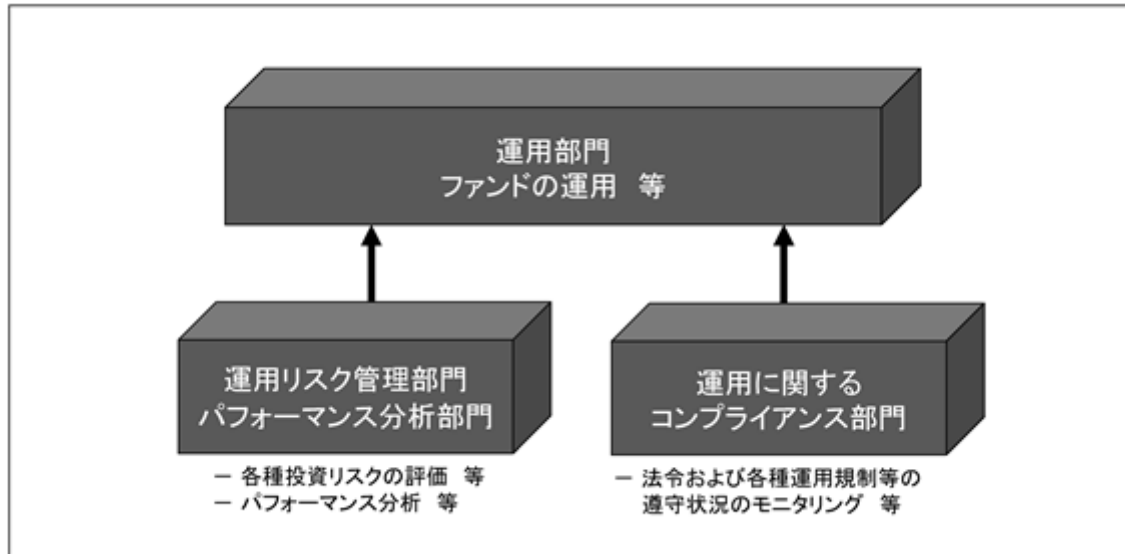 運用部門
ファンドの運用 等
運用リスク管理部門
パフォーマンス分析部門
運用に関する
コンプライアンス部門
― 各種投資リスクの評価 等
― パフォーマンス分析 等
― 法令および各種運用規制等の
遵守状況のモニタリング 等